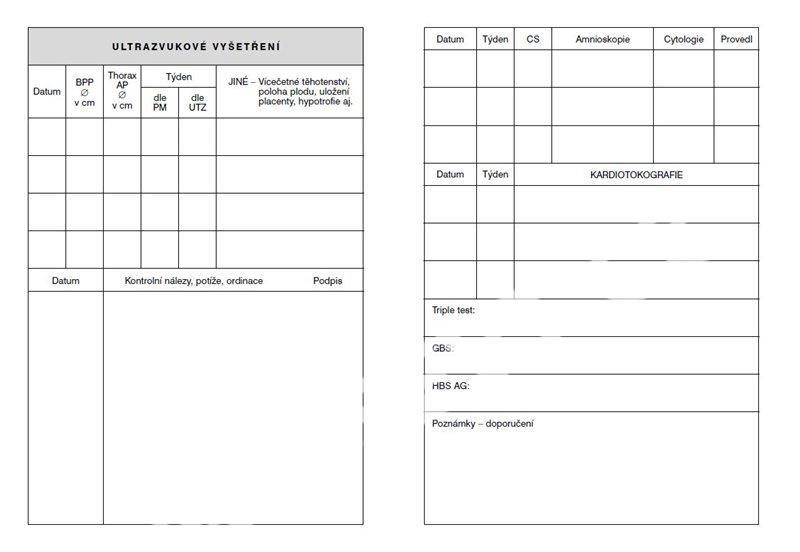 ULTRAZVUKOVÉ VYŠETŘENÍ
Datum
BPP
∅
v cm
Thorax
AP
∅
v cm
Týden
dle
PM
dle
UTZ
JINÉ – Vícečetné těhotenství,
poloha plodu, uložení
placenty, hypotrofie aj.
Datum
Kontrolní nálezy, potíže, ordinace
Podpis
Datum
Týden
CS
Amnioskopie
Cytologie
Provedl
Datum
Týden
KARDIOTOKOGRAFIE
Triple test:
GBS:
HBS AG:
Poznámky – doporučení